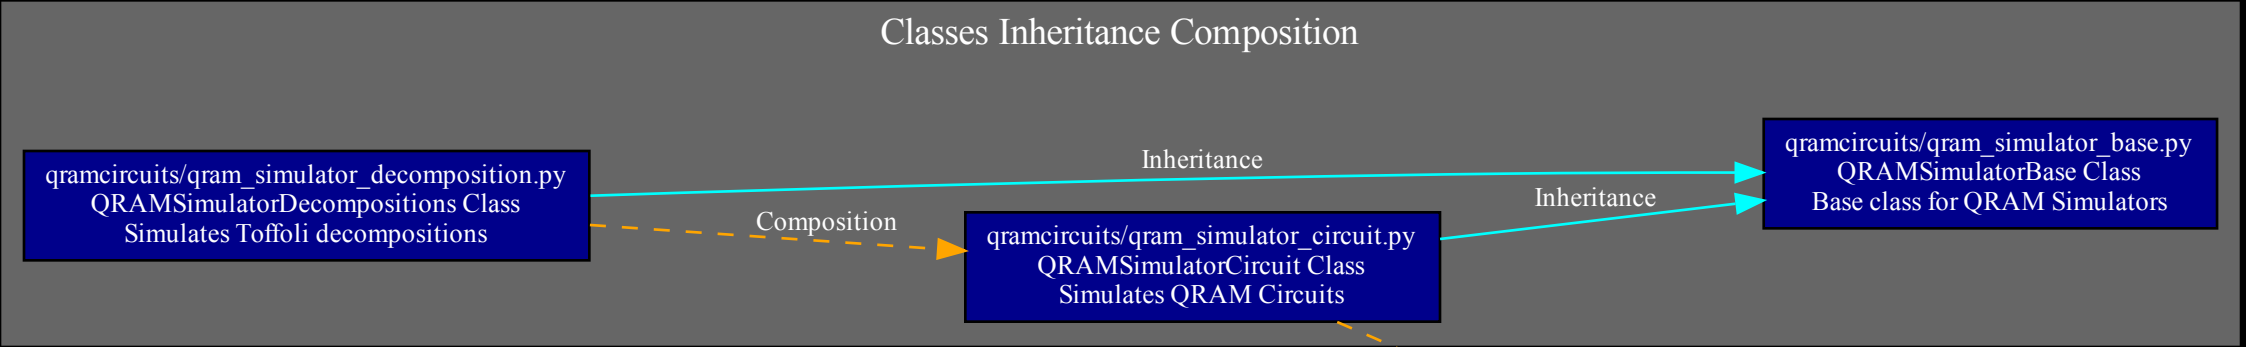 Classes Inheritance Composition
qramcircuits/qram_simulator_decomposition.py
QRAMSimulatorDecompositions Class
Simulates Toffoli decompositions
Inheritance
Composition
qramcircuits/qram_simulator_circuit.py
QRAMSimulatorCircuit Class
Simulates QRAM Circuits
Inheritance
qramcircuits/qram_simulator_base.py
QRAMSimulatorBase Class
Base class for QRAM Simulators